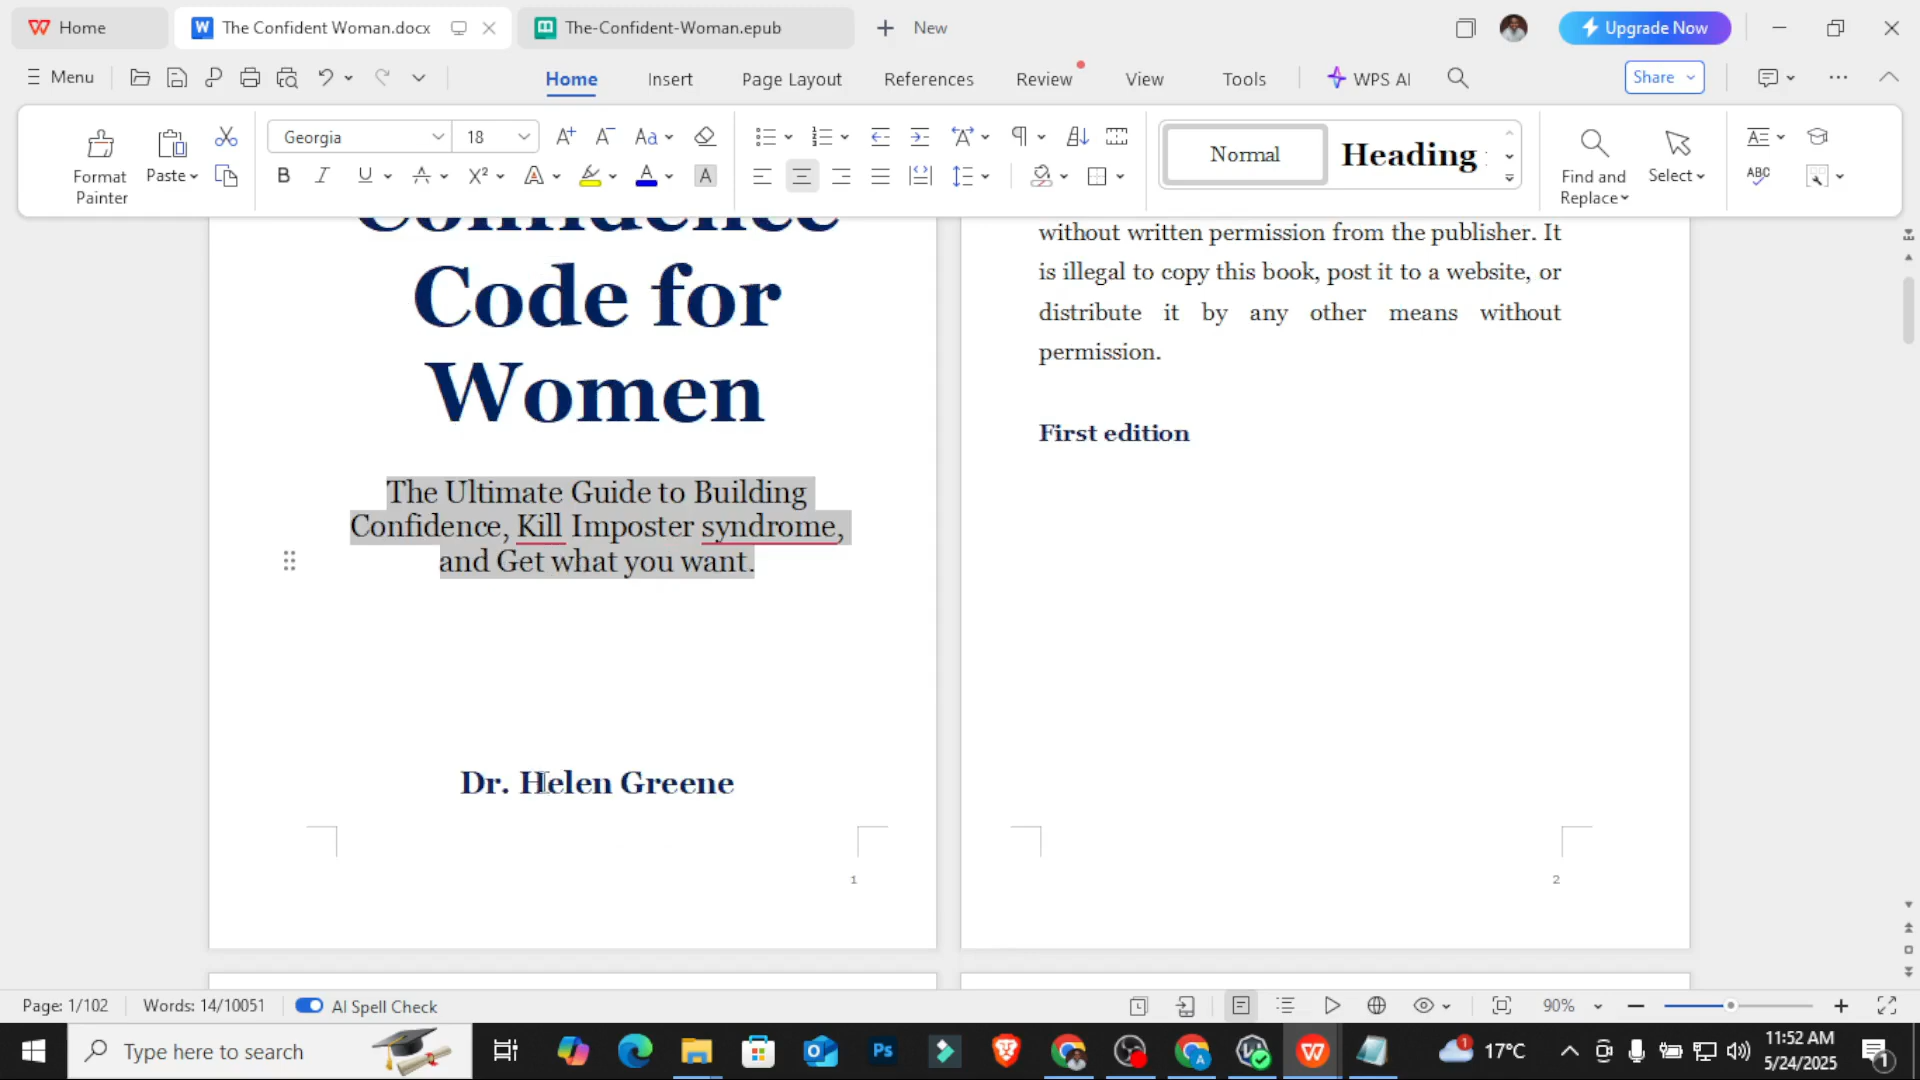 Home
The Confident Woman.docx
The-Confident-Woman.epub
New
Upgrade Now
Menu
Home
Insert
Page Layout
References
Review
View
Tools
WPS AI
Share
Format
Painter
Paste
Georgia
18
Normal
Heading
Find and
Replace
Select
Confidence
Code for
Women
The Ultimate Guide to Building
Confidence, Kill Imposter syndrome,
and Get what you want.
Dr. Helen Greene
1
without written permission from the publisher. It
is illegal to copy this book, post it to a website, or
distribute it by any other means without
permission.
First edition
2
Page: 1/102
Words: 14/10051
AI Spell Check
90%
Type here to search
17°C
11:52 AM
5/24/2025